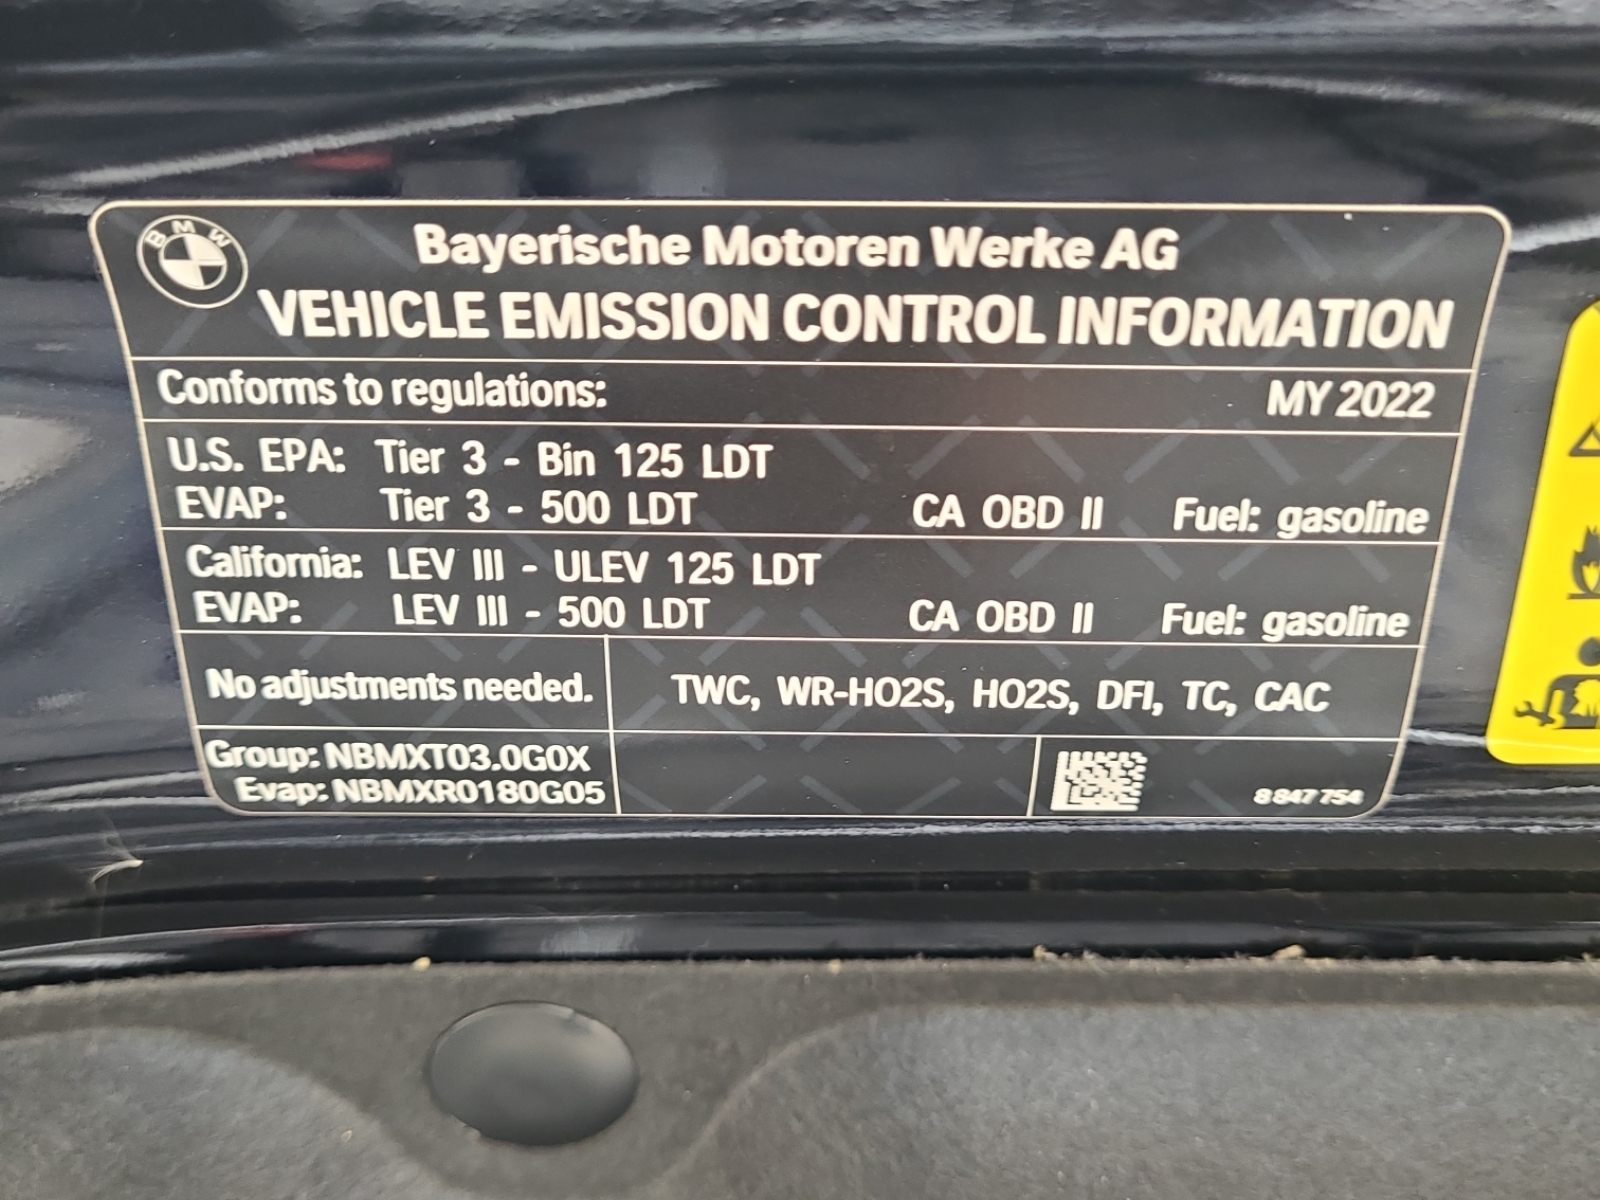 BMW
Bayerische Motoren Werke AG
VEHICLE EMISSION CONTROL INFORMATION
Conforms to regulations: MY 2022
U.S. EPA: Tier 3 - Bin 125 LDT
EVAP: Tier 3 - 500 LDT CA OBD II Fuel: gasoline
California: LEV III - ULEV 125 LDT
EVAP: LEV III - 500 LDT CA OBD II Fuel: gasoline
No adjustments needed. TWC, WR-HO2S, HO2S, DFI, TC, CAC
Group: NBMXT03.0G0X
Evap: NBMXR0180G05
8 847 754